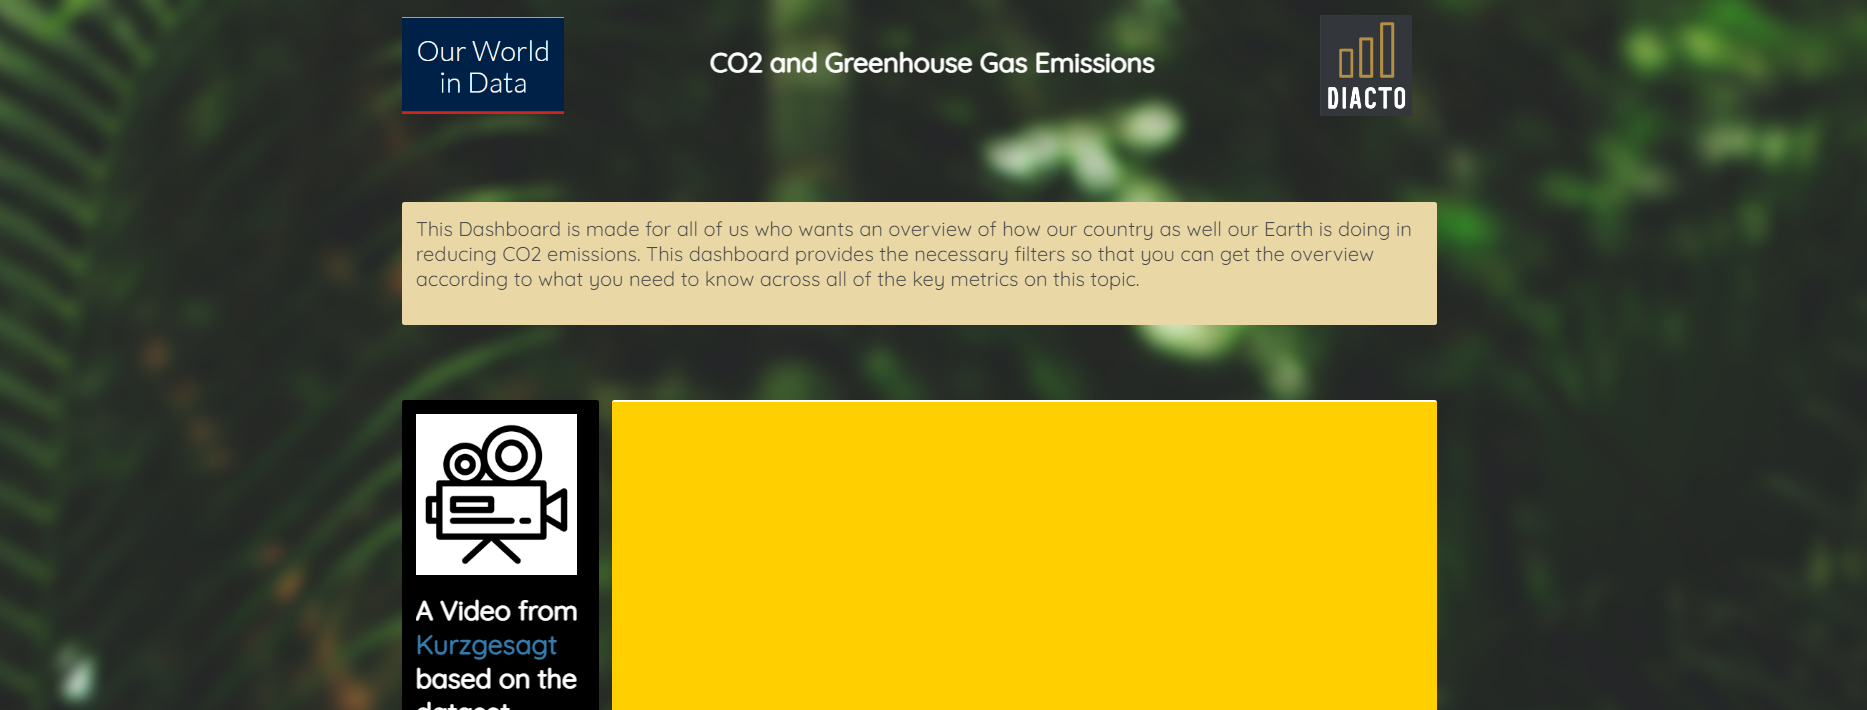 Our World
in Data
CO2 and Greenhouse Gas Emissions
DIACTO
This Dashboard is made for all of us who wants an overview of how our country as well our Earth is doing in
reducing CO2 emissions. This dashboard provides the necessary filters so that you can get the overview
according to what you need to know across all of the key metrics on this topic.
A Video from
Kurzgesagt
based on the
dataset